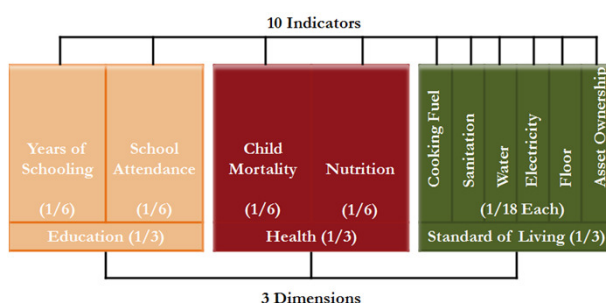 10 Indicators
Years of
Schooling
(1/6)
School
Attendance
(1/6)
Education (1/3)
Child
Mortality
(1/6)
Nutrition
(1/6)
Health (1/3)
Cooking Fuel
Sanitation
Water
Electricity
Floor
Asset Ownership
(1/18 Each)
Standard of Living (1/3)
3 Dimensions